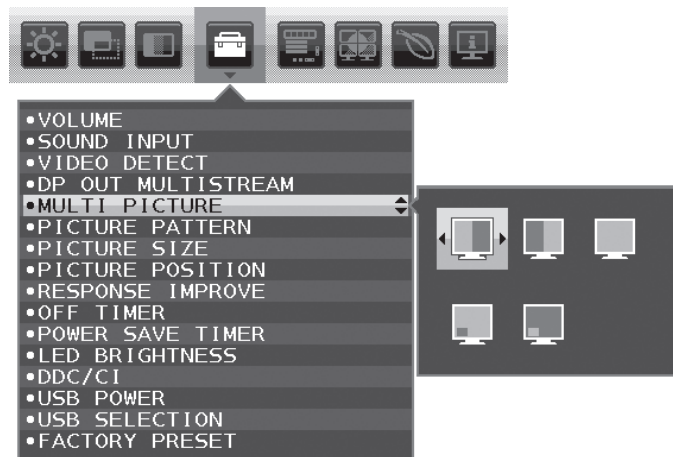 •VOLUME
•SOUND INPUT
•VIDEO DETECT
•DP OUT MULTISTREAM
•MULTI PICTURE
•PICTURE PATTERN
•PICTURE SIZE
•PICTURE POSITION
•RESPONSE IMPROVE
•OFF TIMER
•POWER SAVE TIMER
•LED BRIGHTNESS
•DDC/CI
•USB POWER
•USB SELECTION
•FACTORY PRESET